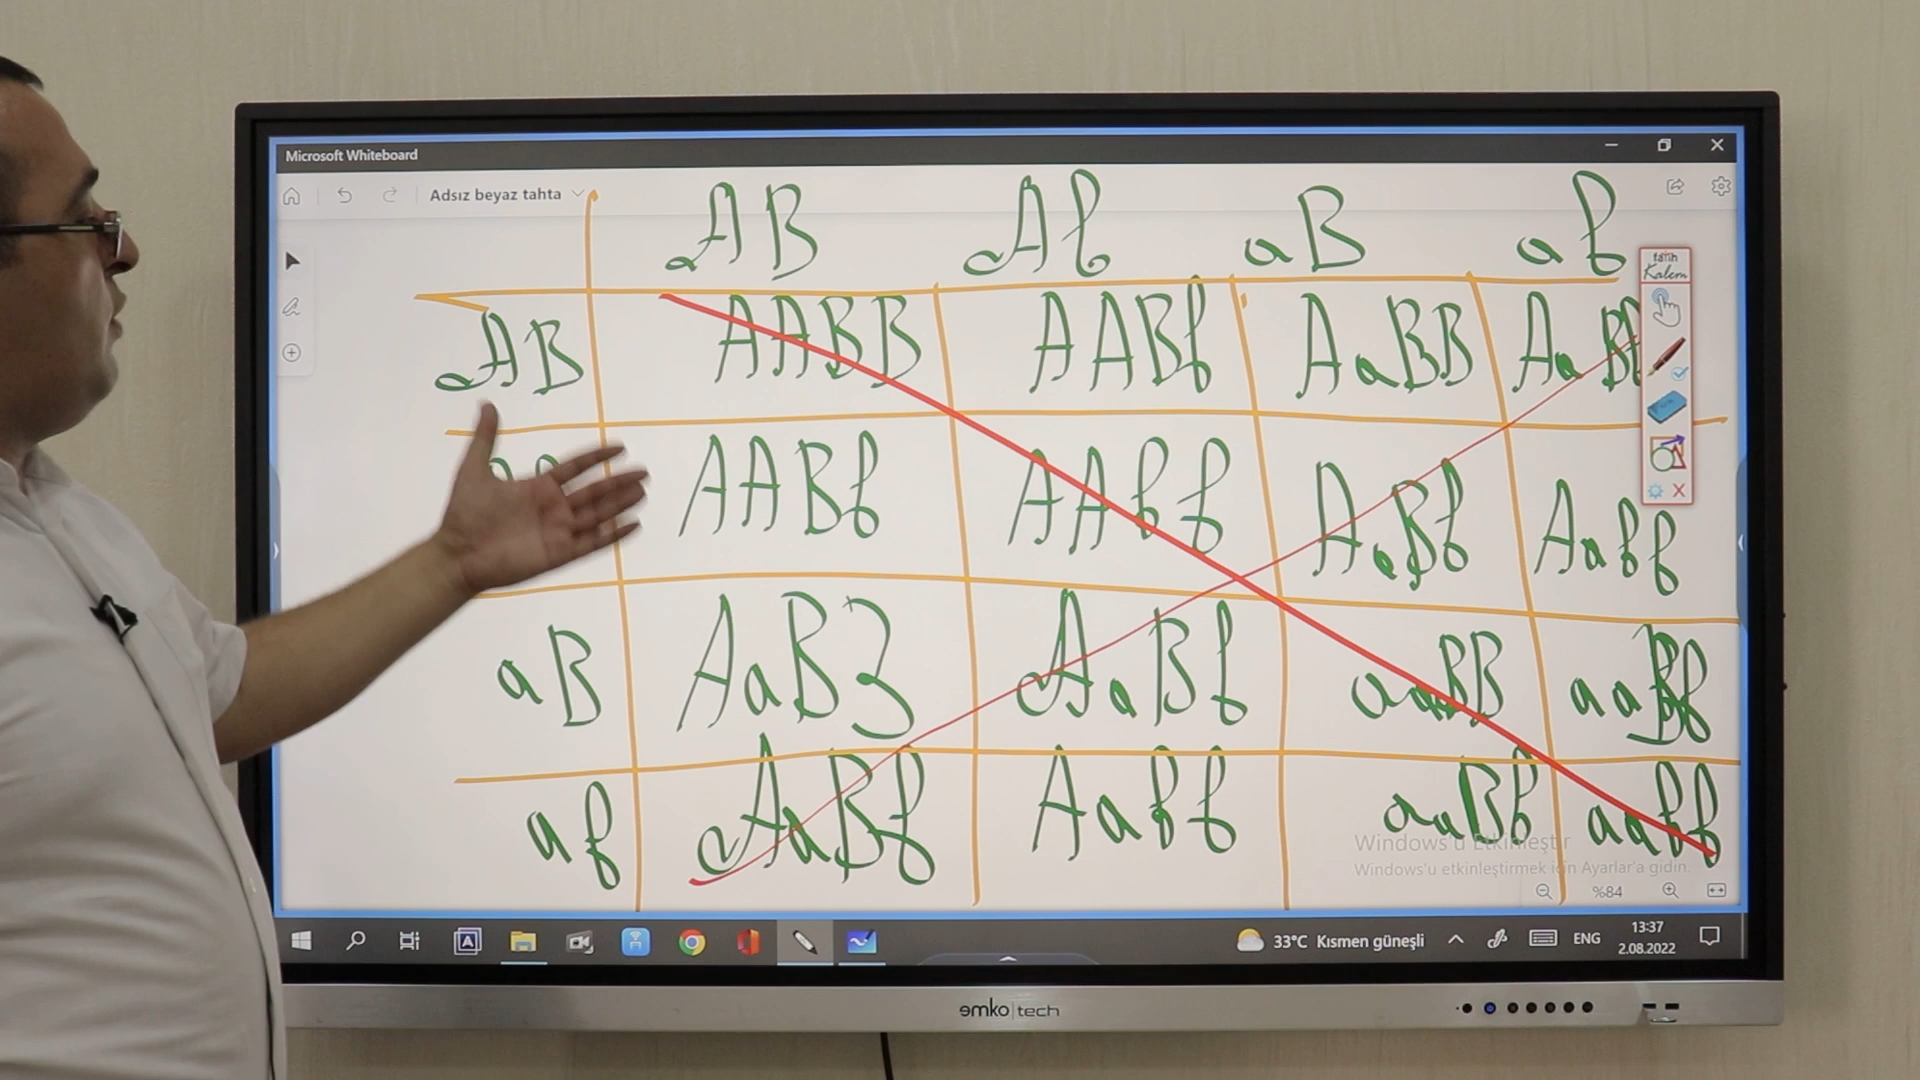 Microsoft Whiteboard
Adsız beyaz tahta
AB Ab aB ab
tarih
Kalem
AB AABB AABb AaBB AaBb
AABb AAbb AaBb Aabb
aB AaBB AaBb aaBB aaBb
ab AaBb Aabb aaBb aabb
Windows'u Etkinleştir
Windows'u etkinleştirmek için Ayarlar'a gidin.
%84
33°C Kısmen güneşli ENG 13:37
2.08.2022
emko|tech